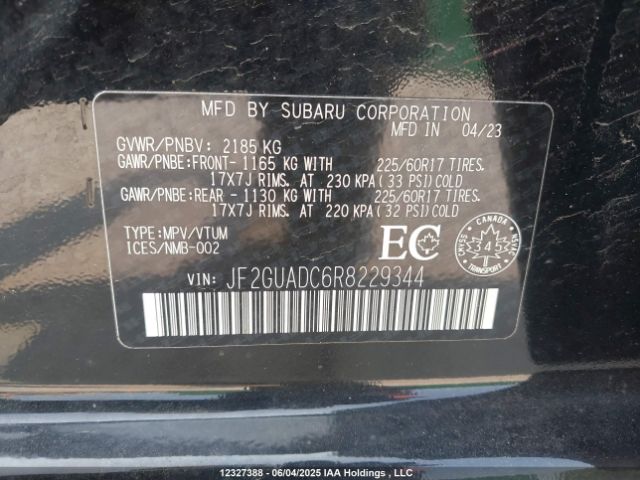 MFD BY SUBARU CORPORATION
MFD IN 04/23
GVWR/PNBV: 2185 KG
GAWR/PNBE:FRONT- 1165 KG WITH 225/60R17 TIRES.
17X7J RIMS. AT 230 KPA (33 PSI) COLD
GAWR/PNBE:REAR - 1130 KG WITH 225/60R17 TIRES.
17X7J RIMS. AT 220 KPA (32 PSI) COLD
TYPE: MPV/VTUM
ICES/NMB-002
EC
CANADA
CMVSS 345 NSVAC
TRANSPORT
VIN: JF2GUADC6R8229344
12327388 - 06/04/2025 IAA Holdings , LLC